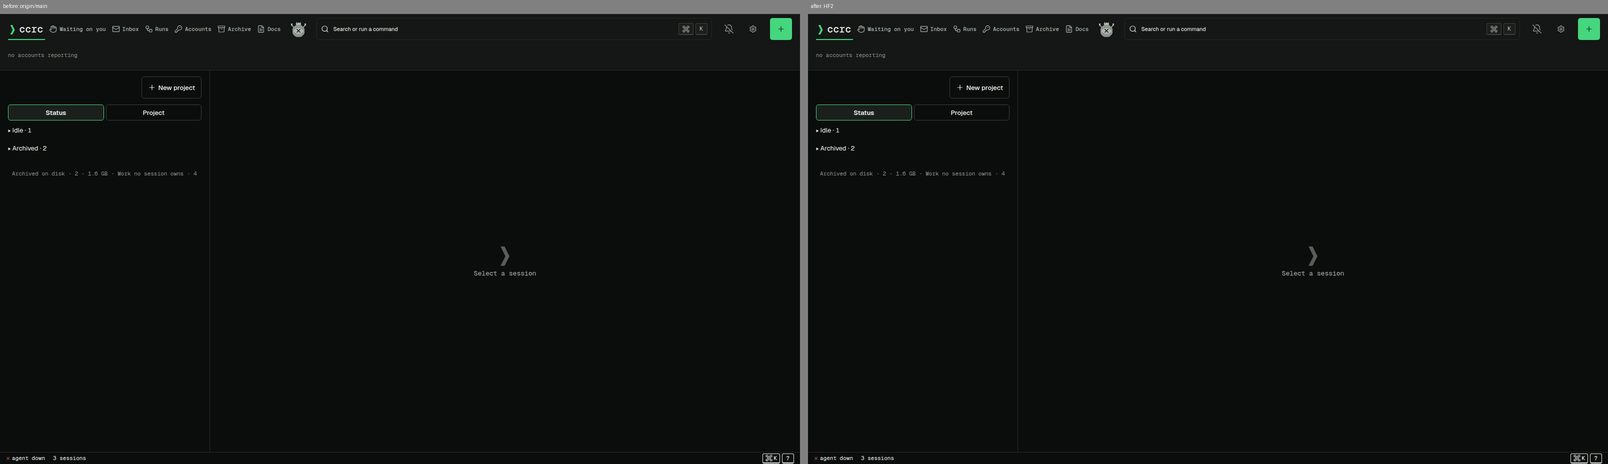 before: origin/main
after: HF2
❯ ccrc Waiting on you Inbox Runs Accounts Archive Docs Search or run a command ⌘ K +
no accounts reporting
+ New project
Status Project
▸ Idle · 1
▸ Archived · 2
Archived on disk · 2 · 1.6 GB · Work no session owns · 4
❯
Select a session
× agent down 3 sessions ⌘K ?
❯ ccrc Waiting on you Inbox Runs Accounts Archive Docs Search or run a command ⌘ K +
no accounts reporting
+ New project
Status Project
▸ Idle · 1
▸ Archived · 2
Archived on disk · 2 · 1.6 GB · Work no session owns · 4
❯
Select a session
× agent down 3 sessions ⌘K ?